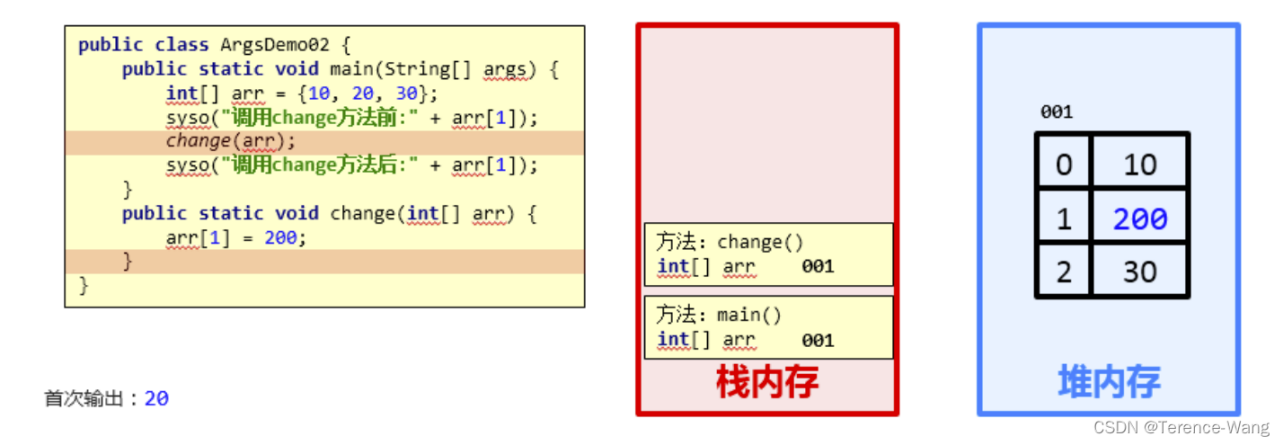 public class ArgsDemo02 {
public static void main(String[] args) {
int[] arr = {10, 20, 30};
syso("调用change方法前:" + arr[1]);
change(arr);
syso("调用change方法后:" + arr[1]);
}
public static void change(int[] arr) {
arr[1] = 200;
}
}
首次输出：20
方法: change()
int[] arr 001
方法: main()
int[] arr 001
栈内存
001
0 10
1 200
2 30
堆内存
CSDN @Terence-Wang